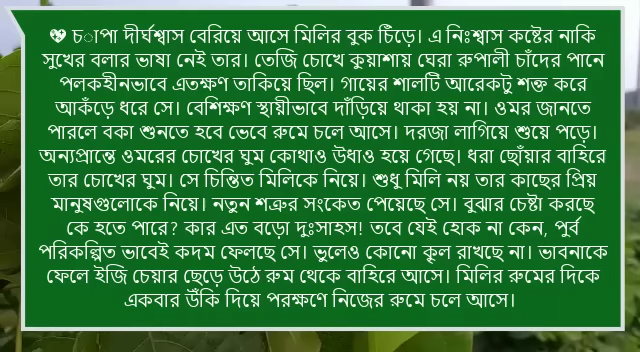 💖 চাপা দীর্ঘশ্বাস বেরিয়ে আসে মিলির বুক চিঁড়ে। এ নিঃশ্বাস কষ্টের নাকি
সুখের বলার ভাষা নেই তার। তেজি চোখে কুয়াশায় ঘেরা রুপালী চাঁদের পানে
পলকহীনভাবে এতক্ষণ তাকিয়ে ছিল। গায়ের শালটি আরেকটু শক্ত করে
আকঁড়ে ধরে সে। বেশিক্ষণ স্থায়ীভাবে দাঁড়িয়ে থাকা হয় না। ওমর জানতে
পারলে বকা শুনতে হবে ভেবে রুমে চলে আসে। দরজা লাগিয়ে শুয়ে পড়ে।
অন্যপ্রান্তে ওমরের চোখের ঘুম কোথাও উধাও হয়ে গেছে। ধরা ছোঁয়ার বাহিরে
তার চোখের ঘুম। সে চিন্তিত মিলিকে নিয়ে। শুধু মিলি নয় তার কাছের প্রিয়
মানুষগুলোকে নিয়ে। নতুন শত্রুর সংকেত পেয়েছে সে। বুঝার চেষ্টা করছে
কে হতে পারে? কার এত বড়ো দুঃসাহস! তবে যেই হোক না কেন, পুর্ব
পরিকল্পিত ভাবেই কদম ফেলছে সে। ভুলেও কোনো ক্বুল রাখছে না। ভাবনাকে
ফেলে ইজি চেয়ার ছেড়ে উঠে রুম থেকে বাহিরে আসে। মিলির রুমের দিকে
একবার উঁকি দিয়ে পরক্ষণে নিজের রুমে চলে আসে।